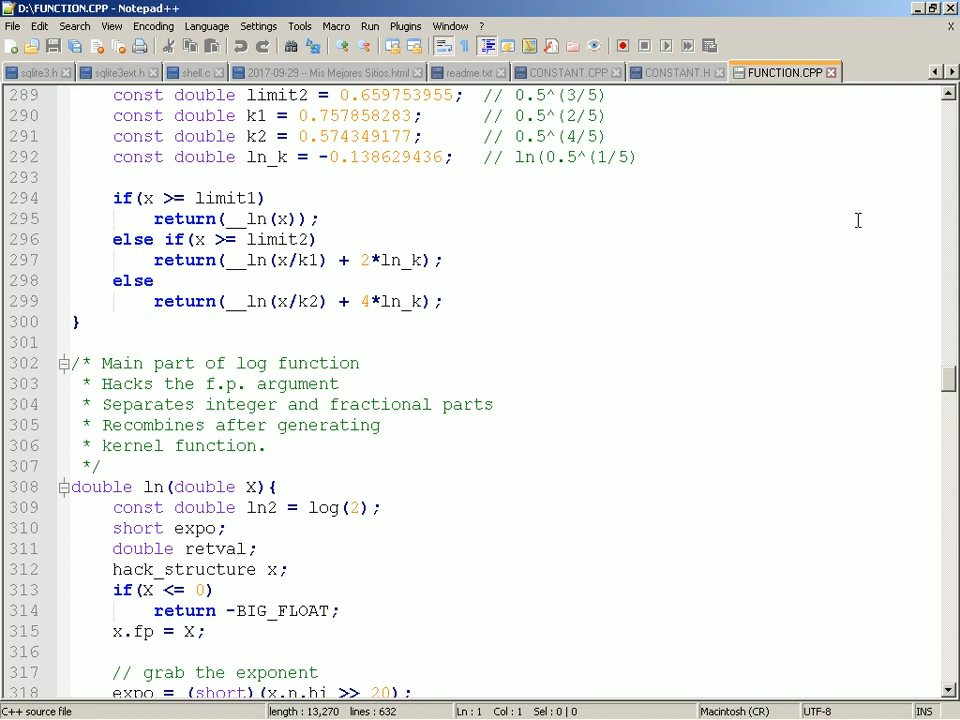 D:\FUNCTION.CPP - Notepad++
File Edit Search View Encoding Language Settings Tools Macro Run Plugins Window ? X
sqlite3.h sqlite3ext.h shell.c 2017-09-29 -- Mis Mejores Sitios.html readme.txt CONSTANT.CPP CONSTANT.H FUNCTION.CPP
289 const double limit2 = 0.659753955; // 0.5^(3/5)
290 const double k1 = 0.757858283; // 0.5^(2/5)
291 const double k2 = 0.574349177; // 0.5^(4/5)
292 const double ln_k = -0.138629436; // ln(0.5^(1/5)
293
294 if(x >= limit1)
295 return(__ln(x));
296 else if(x >= limit2)
297 return(__ln(x/k1) + 2*ln_k);
298 else
299 return(__ln(x/k2) + 4*ln_k);
300 }
301
302 /* Main part of log function
303 * Hacks the f.p. argument
304 * Separates integer and fractional parts
305 * Recombines after generating
306 * kernel function.
307 */
308 double ln(double X){
309 const double ln2 = log(2);
310 short expo;
311 double retval;
312 hack_structure x;
313 if(X <= 0)
314 return -BIG_FLOAT;
315 x.fp = X;
316
317 // grab the exponent
318 expo = (short)(x.n.hi >> 20);
C++ source file length : 13,270 lines : 632 Ln : 1 Col : 1 Sel : 0 | 0 Macintosh (CR) UTF-8 INS